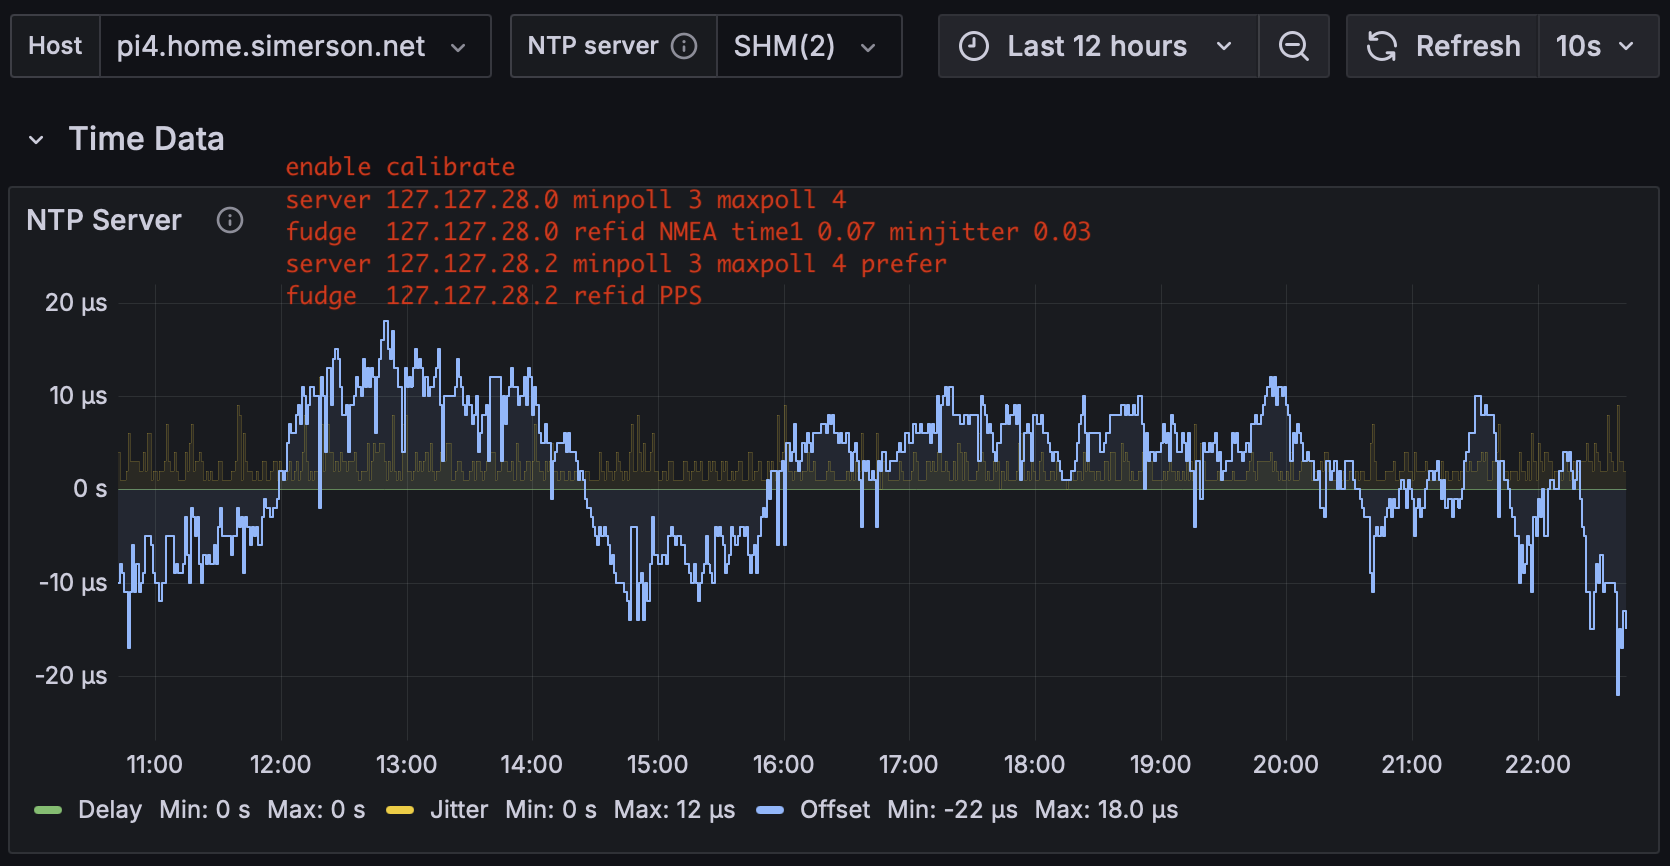 Host pi4.home.simerson.net NTP server SHM(2) Last 12 hours Refresh 10s
Time Data
enable calibrate
server 127.127.28.0 minpoll 3 maxpoll 4
NTP Server
fudge 127.127.28.0 refid NMEA time1 0.07 minjitter 0.03
server 127.127.28.2 minpoll 3 maxpoll 4 prefer
fudge 127.127.28.2 refid PPS
20 µs
10 µs
0 s
-10 µs
-20 µs
11:00 12:00 13:00 14:00 15:00 16:00 17:00 18:00 19:00 20:00 21:00 22:00
Delay Min: 0 s Max: 0 s Jitter Min: 0 s Max: 12 µs Offset Min: -22 µs Max: 18.0 µs